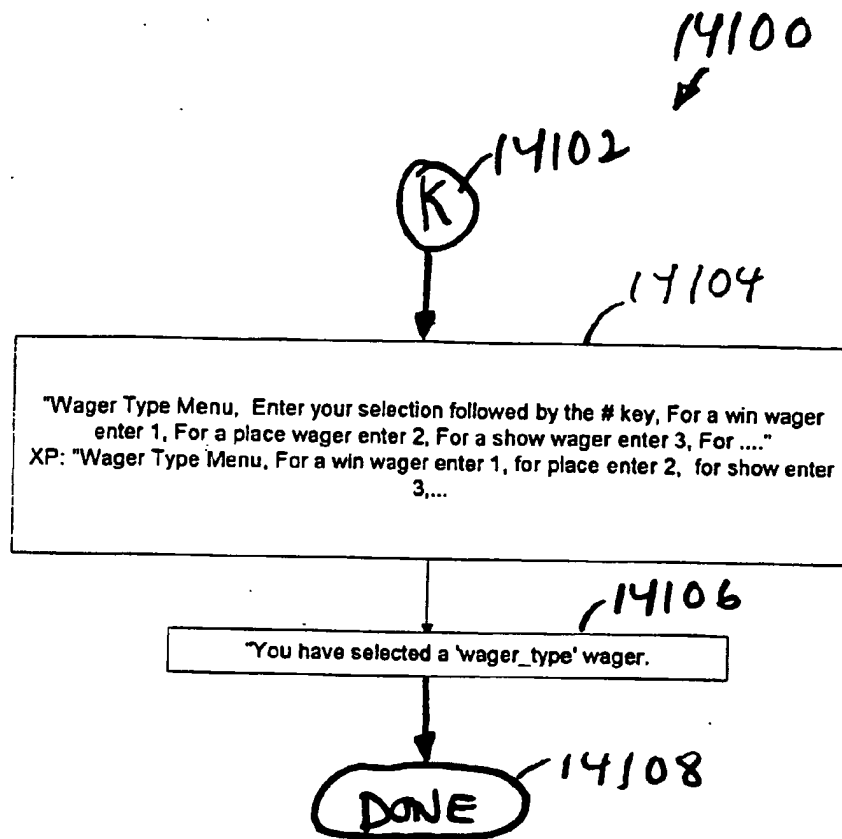 14100
14102
K
14104
"Wager Type Menu, Enter your selection followed by the # key, For a win wager
enter 1, For a place wager enter 2, For a show wager enter 3, For ...."
XP: "Wager Type Menu, For a win wager enter 1, for place enter 2, for show enter
3,...
14106
"You have selected a 'wager_type' wager.
14108
DONE